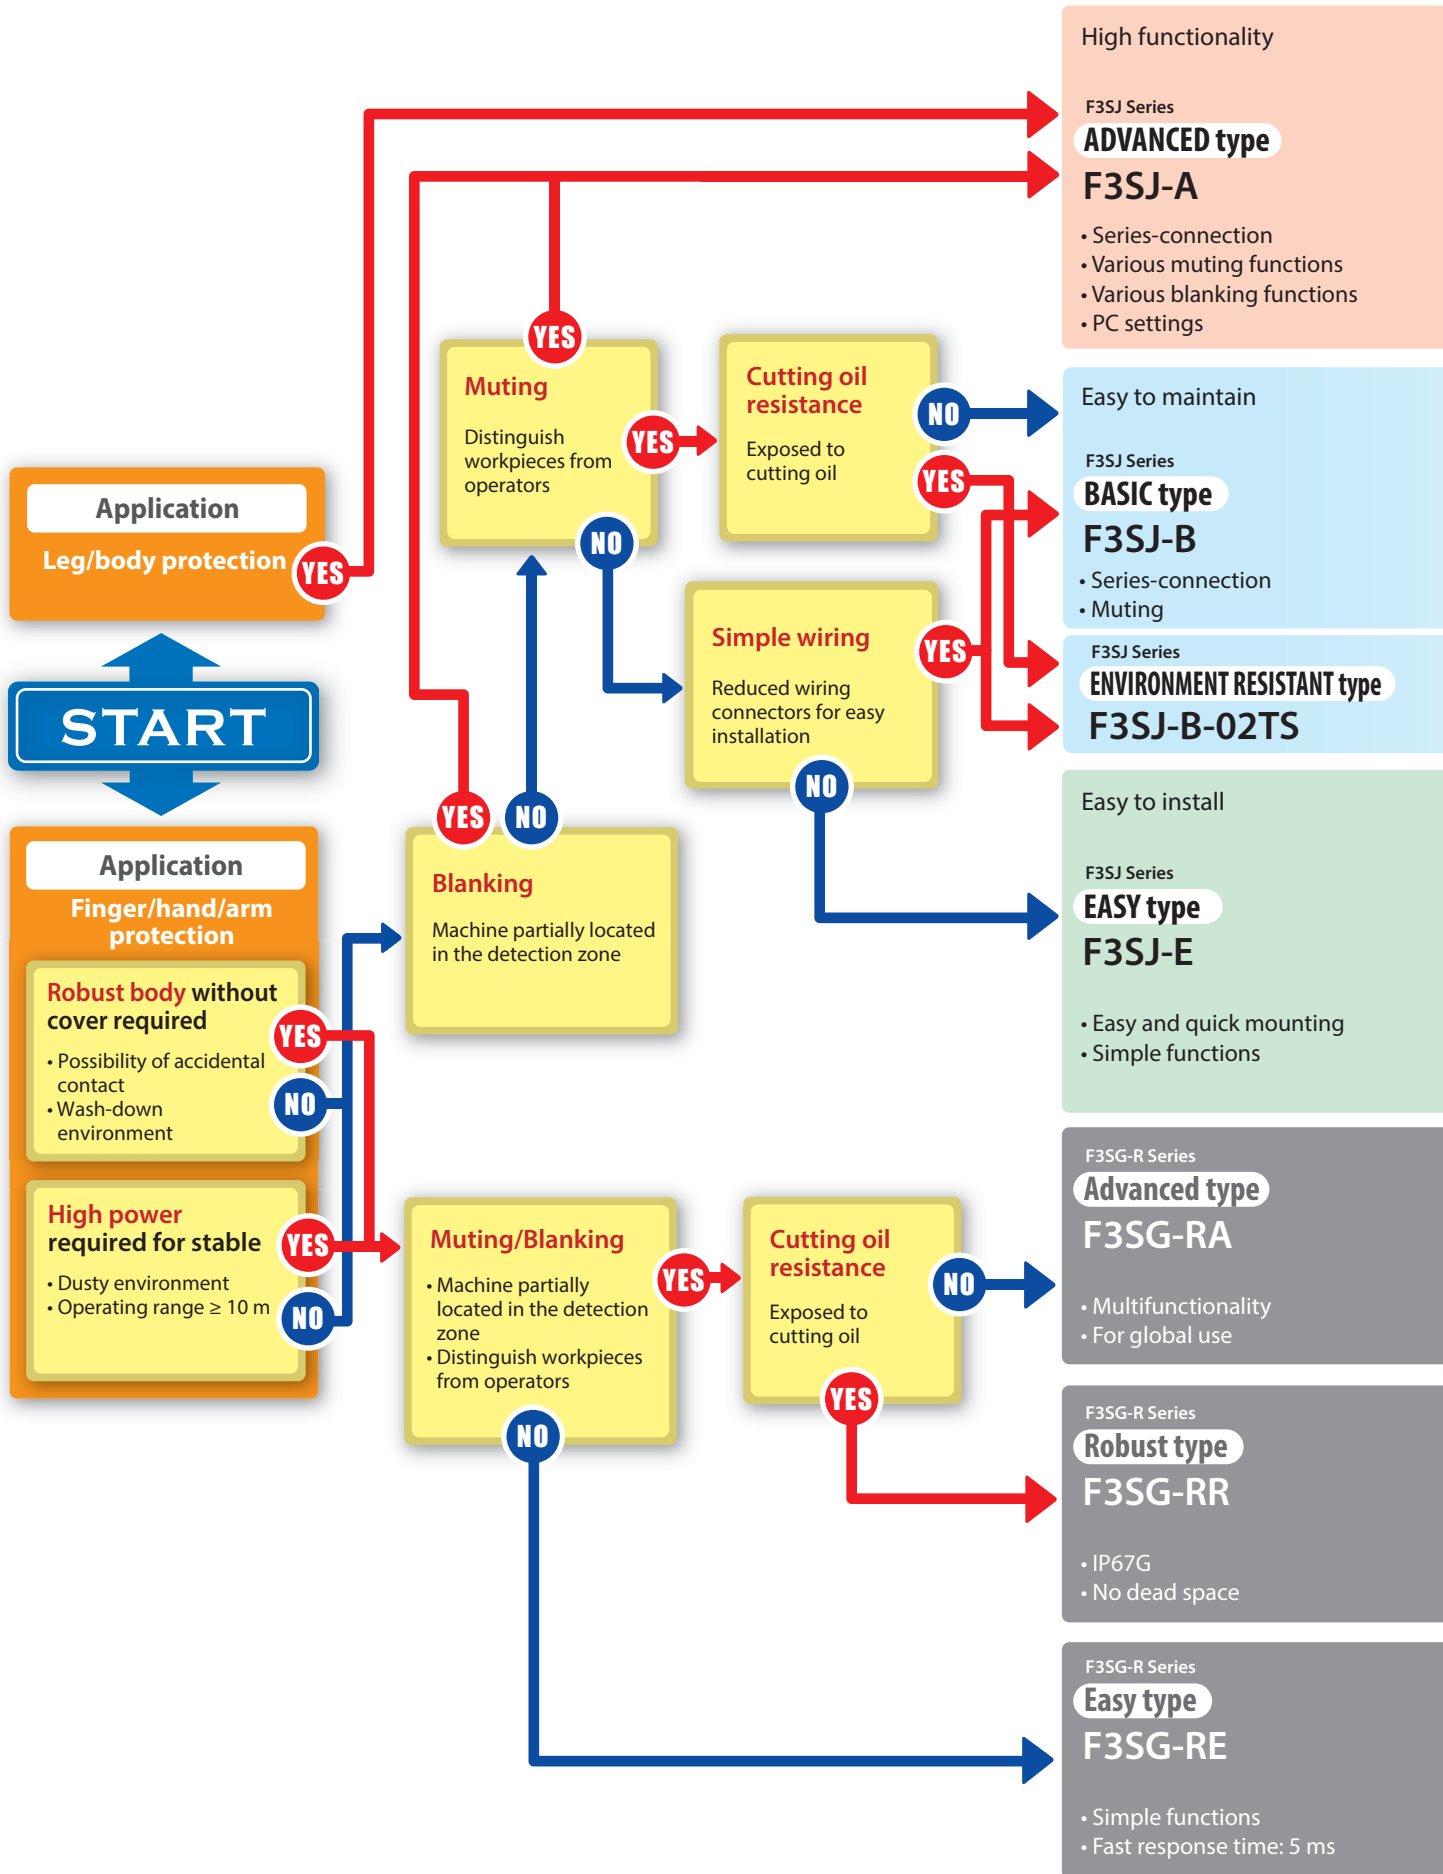 High functionality
F3SJ Series
ADVANCED type
F3SJ-A
• Series-connection
• Various muting functions
• Various blanking functions
• PC settings
YES
Muting
Distinguish
workpieces from
operators
YES
NO
Cutting oil
resistance
Exposed to
cutting oil
NO
YES
Easy to maintain
F3SJ Series
BASIC type
F3SJ-B
• Series-connection
• Muting
Application
Leg/body protection
YES
START
Simple wiring
Reduced wiring
connectors for easy
installation
YES
NO
F3SJ Series
ENVIRONMENT RESISTANT type
F3SJ-B-02TS
Easy to install
F3SJ Series
EASY type
F3SJ-E
• Easy and quick mounting
• Simple functions
YES
NO
Blanking
Machine partially located
in the detection zone
Application
Finger/hand/arm
protection
Robust body without
cover required
• Possibility of accidental
contact
• Wash-down
environment
YES
NO
High power
required for stable
• Dusty environment
• Operating range ≥ 10 m
YES
NO
Muting/Blanking
• Machine partially
located in the detection
zone
• Distinguish workpieces
from operators
YES
NO
Cutting oil
resistance
Exposed to
cutting oil
NO
YES
F3SG-R Series
Advanced type
F3SG-RA
• Multifunctionality
• For global use
F3SG-R Series
Robust type
F3SG-RR
• IP67G
• No dead space
F3SG-R Series
Easy type
F3SG-RE
• Simple functions
• Fast response time: 5 ms